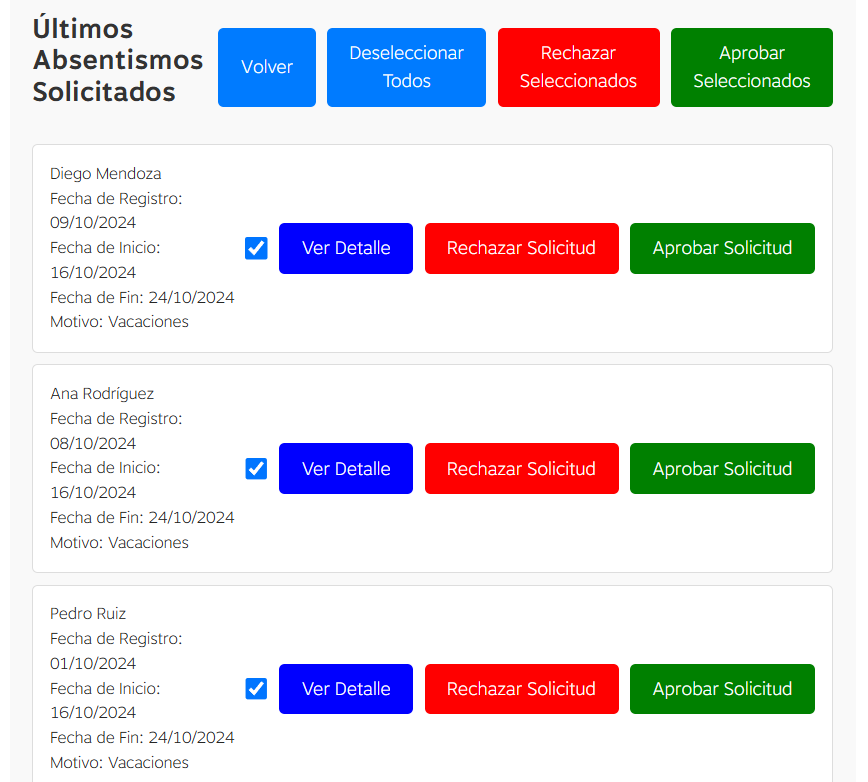 Últimos
Absentismos
Solicitados
Volver
Deseleccionar
Todos
Rechazar
Seleccionados
Aprobar
Seleccionados
Diego Mendoza
Fecha de Registro:
09/10/2024
Fecha de Inicio:
16/10/2024
Fecha de Fin: 24/10/2024
Motivo: Vacaciones
Ver Detalle
Rechazar Solicitud
Aprobar Solicitud
Ana Rodríguez
Fecha de Registro:
08/10/2024
Fecha de Inicio:
16/10/2024
Fecha de Fin: 24/10/2024
Motivo: Vacaciones
Ver Detalle
Rechazar Solicitud
Aprobar Solicitud
Pedro Ruiz
Fecha de Registro:
01/10/2024
Fecha de Inicio:
16/10/2024
Fecha de Fin: 24/10/2024
Motivo: Vacaciones
Ver Detalle
Rechazar Solicitud
Aprobar Solicitud